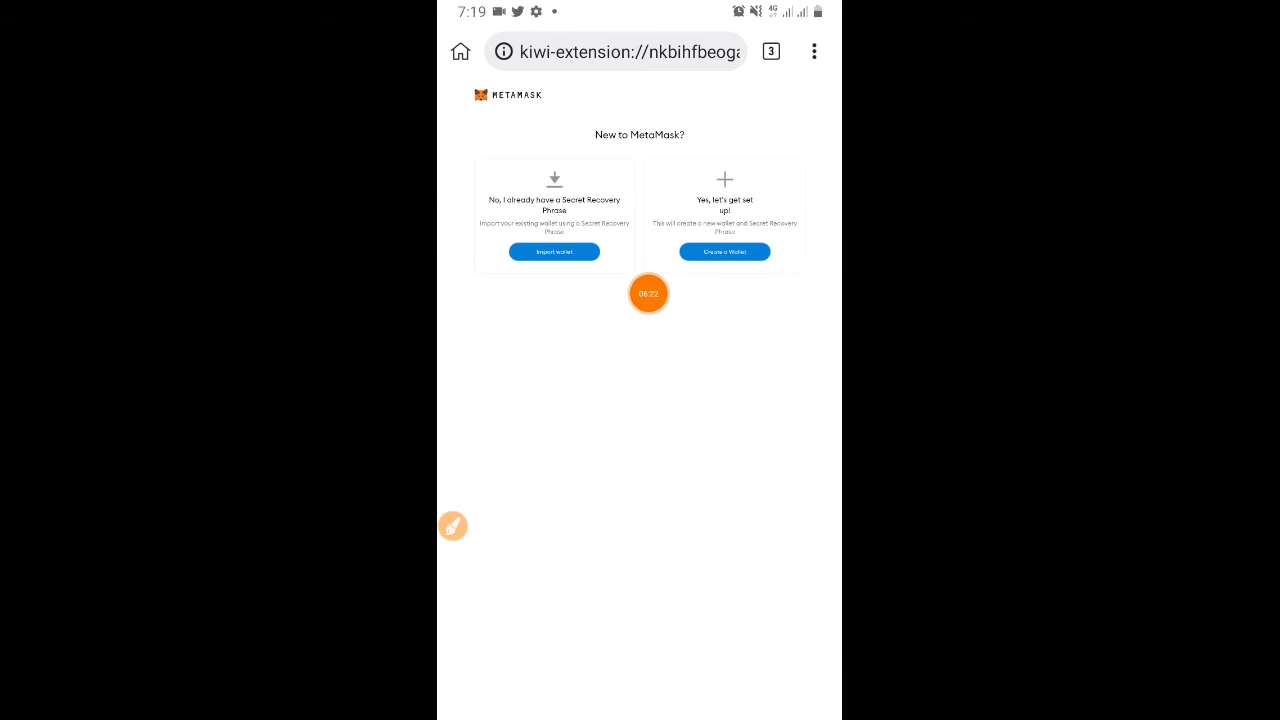 7:19
4G
kiwi-extension://nkbihfbeoga
3
METAMASK
New to MetaMask?
No, I already have a Secret Recovery
Phrase
Import your existing wallet using a Secret Recovery
Phrase
Import wallet
Yes, let's get set
up!
This will create a new wallet and Secret Recovery
Phrase
Create a Wallet
06:22